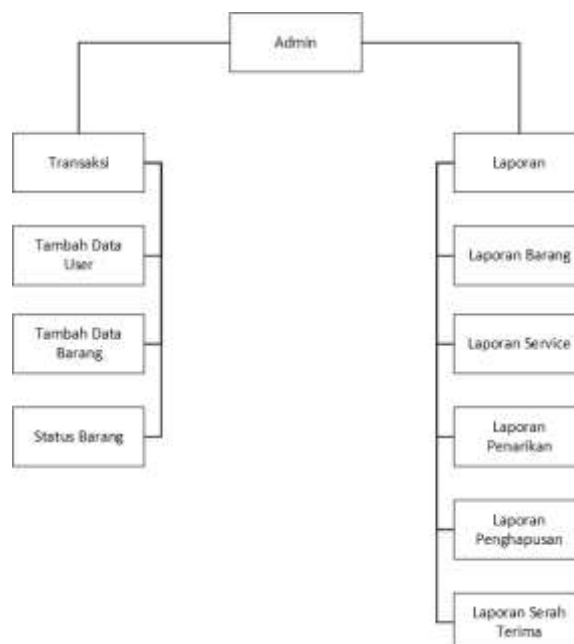 Admin
Transaksi
Laporan
Tambah Data
User
Laporan Barang
Tambah Data
Barang
Laporan Service
Status Barang
Laporan
Penarikan
Laporan
Penghapusan
Laporan Serah
Terima